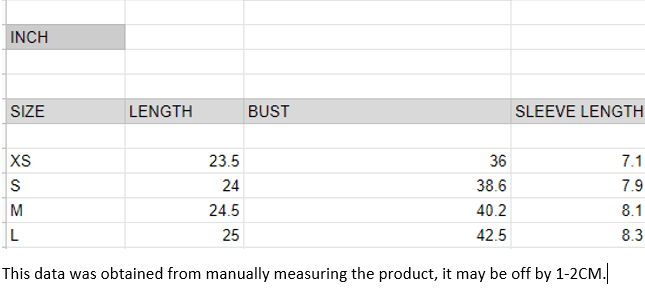 INCH
SIZE LENGTH BUST SLEEVE LENGTH
XS 23.5 36 7.1
S 24 38.6 7.9
M 24.5 40.2 8.1
L 25 42.5 8.3
This data was obtained from manually measuring the product, it may be off by 1-2CM.